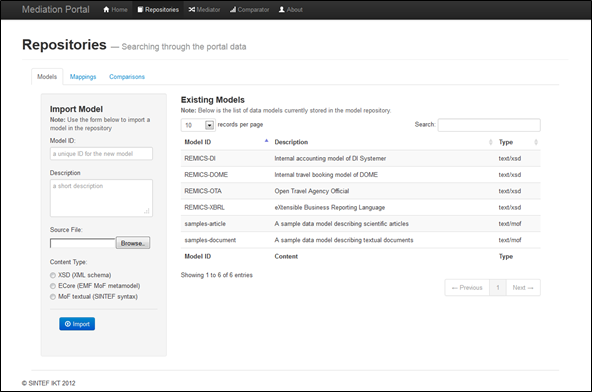 Mediation Portal Home Repositories Mediator Comparator About
Repositories — Searching through the portal data
Models Mappings Comparisons
Import Model
Note: Use the form below to import a
model in the repository
Model ID:
a unique ID for the new model
Description
a short description
Source File:
Browse..
Content Type:
XSD (XML schema)
ECore (EMF MoF metamodel)
MoF textual (SINTEF syntax)
Import
Existing Models
Note: Below is the list of data models currently stored in the model repository.
10 records per page Search:
Model ID Description Type
REMICS-DI Internal accounting model of DI Systemer text/xsd
REMICS-DOME Internal travel booking model of DOME text/xsd
REMICS-OTA Open Travel Agency Official text/xsd
REMICS-XBRL eXtensible Business Reporting Language text/xsd
samples-article A sample data model describing scientific articles text/mof
samples-document A sample data model describing textual documents text/mof
Model ID Content Type
Showing 1 to 6 of 6 entries
← Previous 1 Next →
© SINTEF IKT 2012